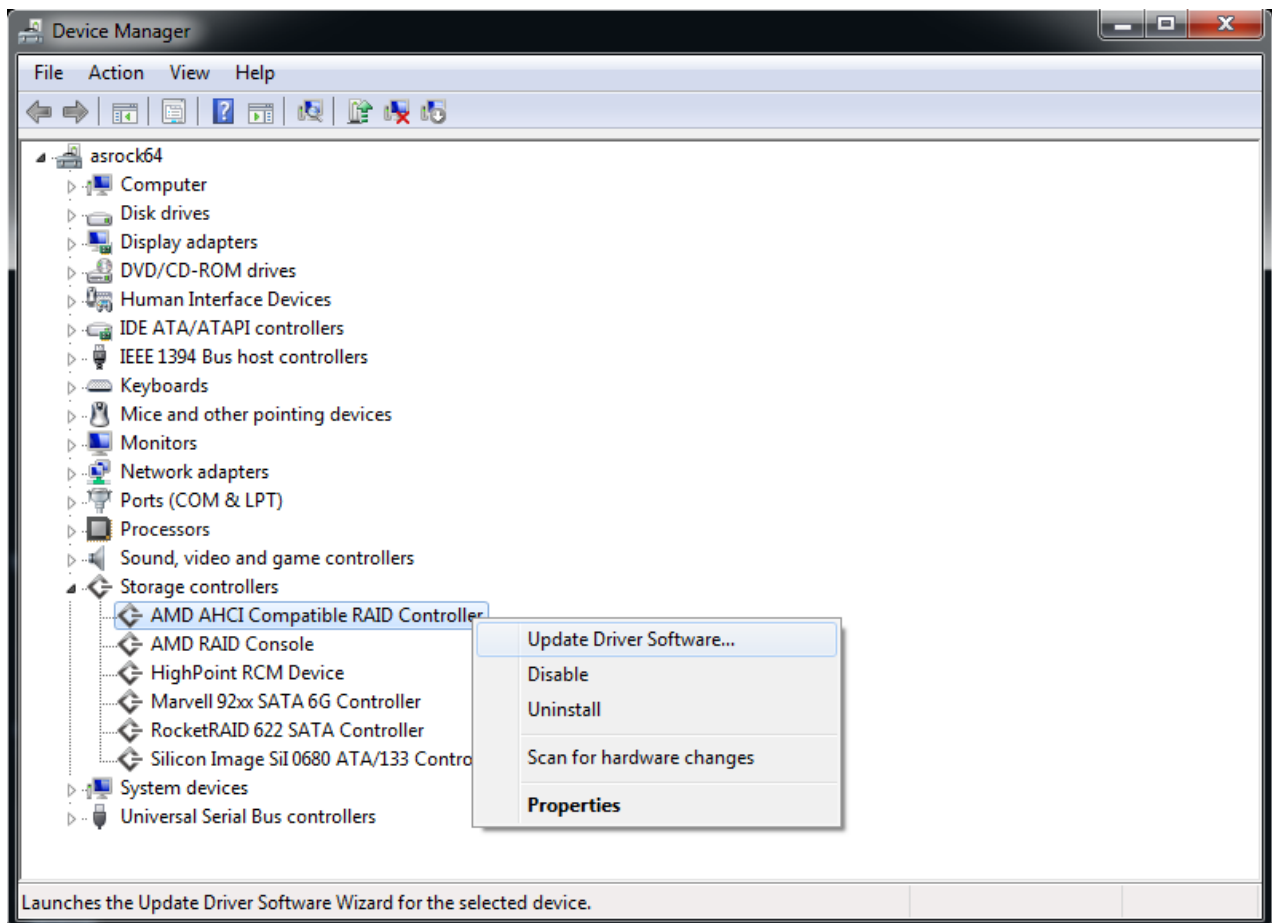 Device Manager
File Action View Help
asrock64
Computer
Disk drives
Display adapters
DVD/CD-ROM drives
Human Interface Devices
IDE ATA/ATAPI controllers
IEEE 1394 Bus host controllers
Keyboards
Mice and other pointing devices
Monitors
Network adapters
Ports (COM & LPT)
Processors
Sound, video and game controllers
Storage controllers
AMD AHCI Compatible RAID Controller
AMD RAID Console
HighPoint RCM Device
Marvell 92xx SATA 6G Controller
RocketRAID 622 SATA Controller
Silicon Image SiI 0680 ATA/133 Contro
System devices
Universal Serial Bus controllers
Update Driver Software...
Disable
Uninstall
Scan for hardware changes
Properties
Launches the Update Driver Software Wizard for the selected device.